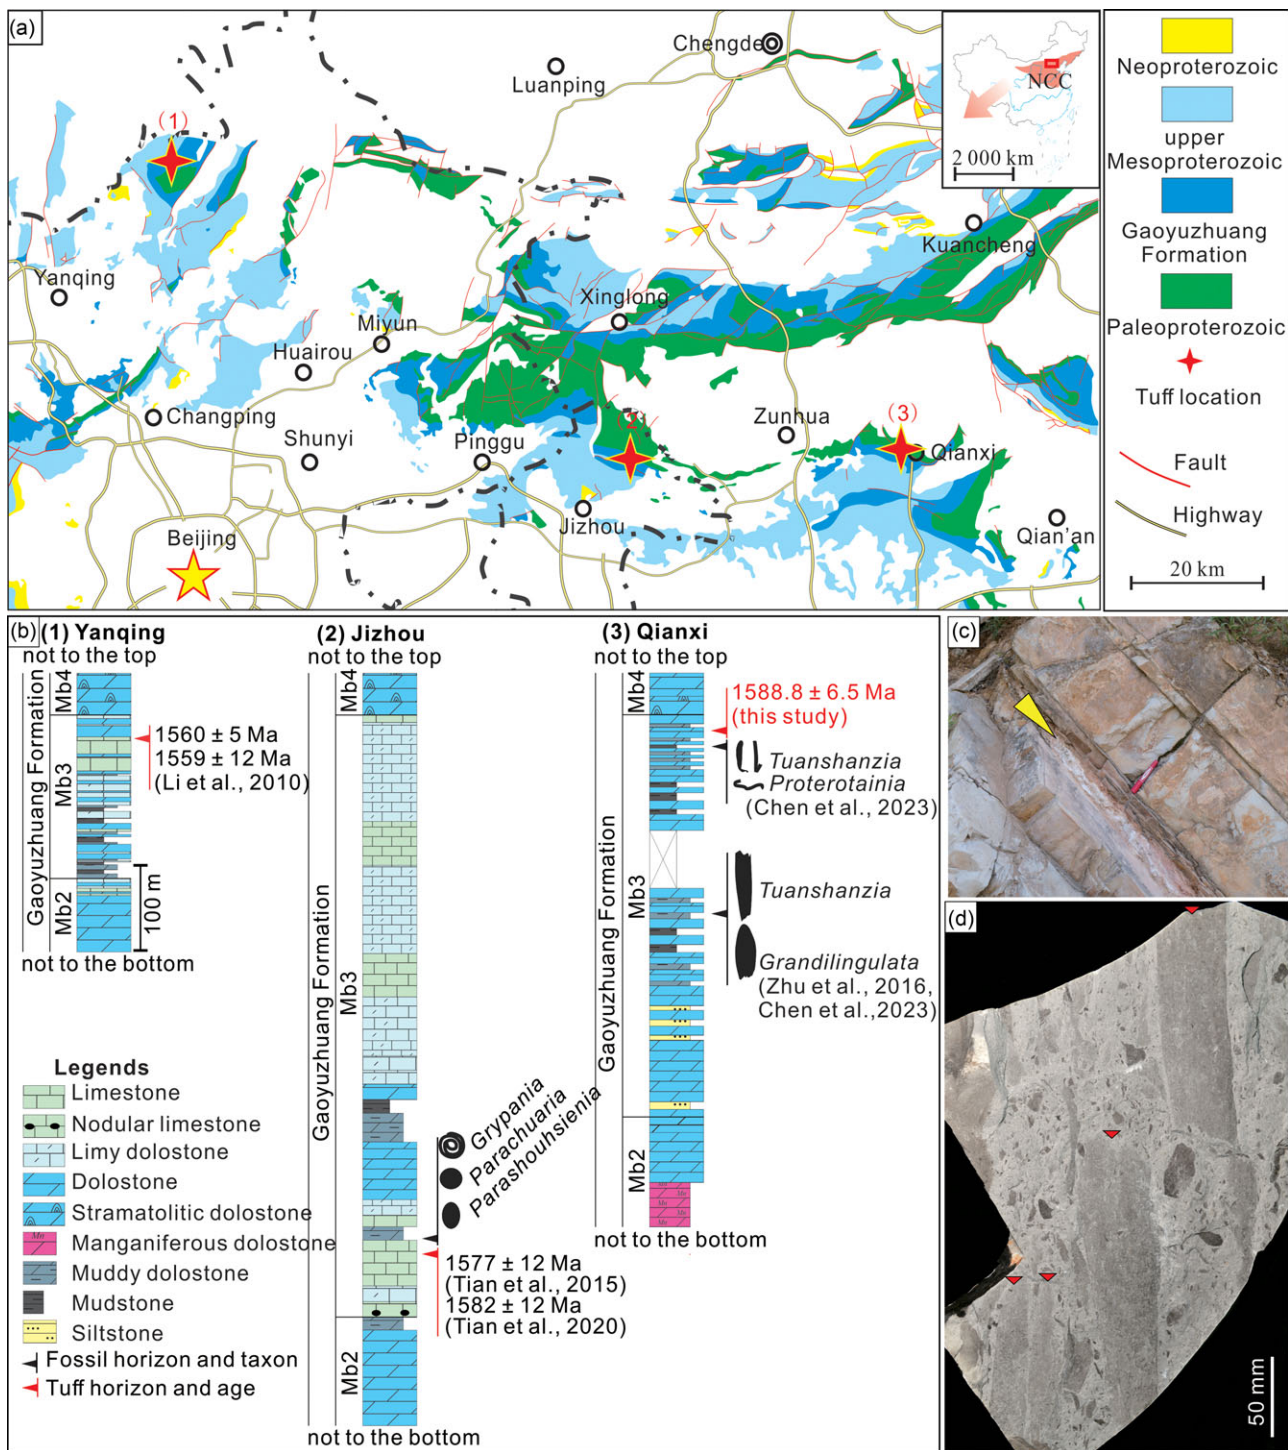 (a)
Chengde
Luanping
(1)
NCC
2 000 km
Kuancheng
Yanqing
Xinglong
Miyun
Huairou
Changping
Shunyi
Pinggu
(2)
Zunhua
(3)
Qianxi
Jizhou
Qian'an
Beijing
Neoproterozoic
upper
Mesoproterozoic
Gaoyuzhuang
Formation
Paleoproterozoic
Tuff location
Fault
Highway
20 km
(b)
(1) Yanqing
not to the top
Gaoyuzhuang Formation
Mb4
Mb3
Mb2
1560 ± 5 Ma
1559 ± 12 Ma
(Li et al., 2010)
100 m
not to the bottom
(2) Jizhou
not to the top
Gaoyuzhuang Formation
Mb4
Mb3
Mb2
Grypania
Parachuaria
Parashouhsienia
1577 ± 12 Ma
(Tian et al., 2015)
1582 ± 12 Ma
(Tian et al., 2020)
not to the bottom
(3) Qianxi
not to the top
Gaoyuzhuang Formation
Mb4
Mb3
Mb2
1588.8 ± 6.5 Ma
(this study)
Tuanshanzia
Proterotainia
(Chen et al., 2023)
Tuanshanzia
Grandilingulata
(Zhu et al., 2016,
Chen et al.,2023)
not to the bottom
Legends
Limestone
Nodular limestone
Limy dolostone
Dolostone
Stramatolitic dolostone
Mn
Manganiferous dolostone
Muddy dolostone
Mudstone
Siltstone
Fossil horizon and taxon
Tuff horizon and age
(c)
(d)
50 mm